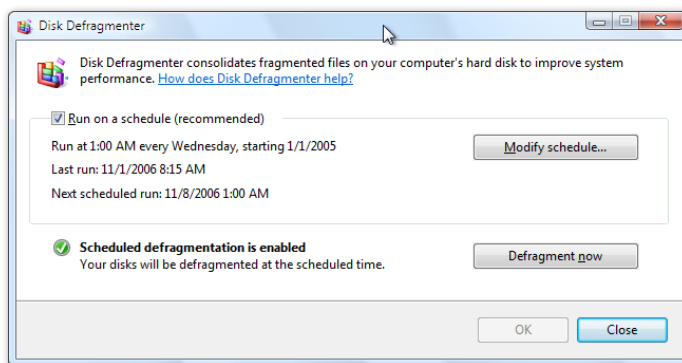 Disk Defragmenter
Disk Defragmenter consolidates fragmented files on your computer's hard disk to improve system
performance. How does Disk Defragmenter help?
Run on a schedule (recommended)
Run at 1:00 AM every Wednesday, starting 1/1/2005
Modify schedule...
Last run: 11/1/2006 8:15 AM
Next scheduled run: 11/8/2006 1:00 AM
Scheduled defragmentation is enabled
Your disks will be defragmented at the scheduled time.
Defragment now
OK
Close